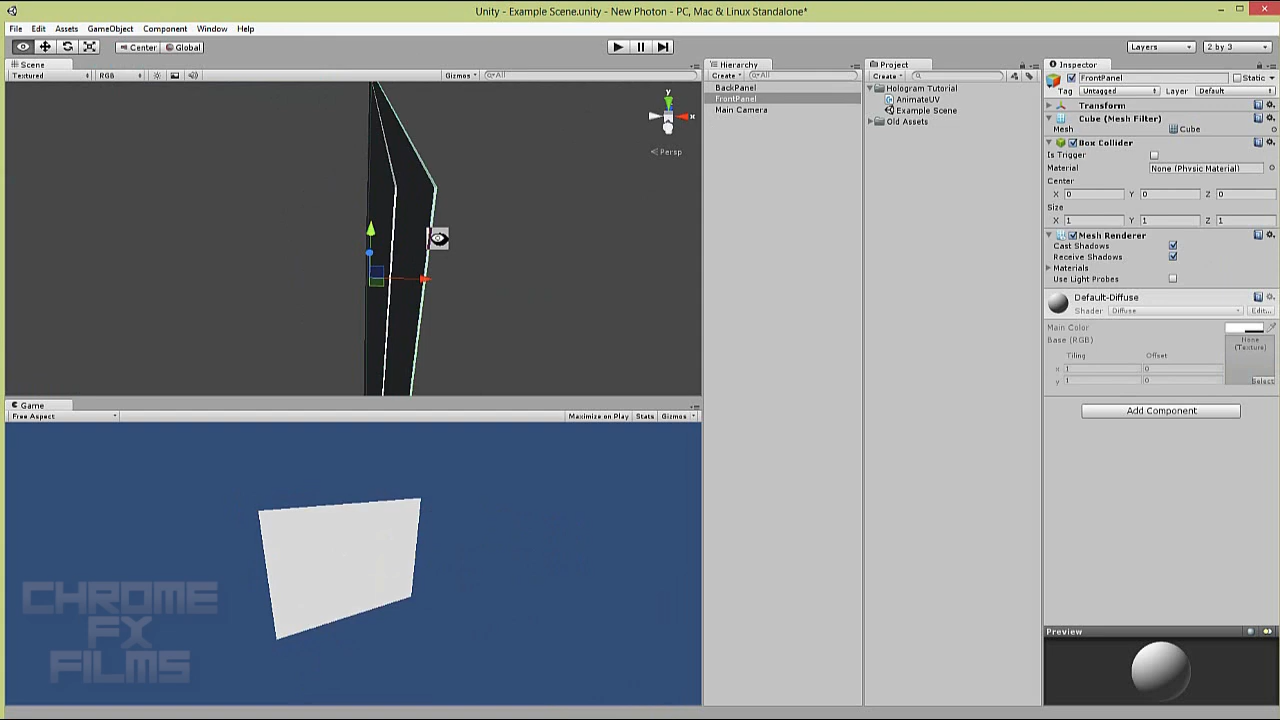 Unity - Example Scene.unity - New Photon - PC, Mac & Linux Standalone*
File Edit Assets GameObject Component Window Help
Center Global Layers 2 by 3
Scene
Textured RGB Gizmos All
y
x
Persp
Game
Free Aspect Maximize on Play Stats Gizmos
CHROME
FX
FILMS
Hierarchy
Create All
BackPanel
FrontPanel
Main Camera
Project
Create
Hologram Tutorial
AnimateUV
Example Scene
Old Assets
Inspector
FrontPanel Static
Tag Untagged Layer Default
Transform
Cube (Mesh Filter)
Mesh Cube
Box Collider
Is Trigger
Material None (Physic Material)
Center
X 0 Y 0 Z 0
Size
X 1 Y 1 Z 1
Mesh Renderer
Cast Shadows
Receive Shadows
Materials
Use Light Probes
Default-Diffuse
Shader Diffuse Edit...
Main Color
Base (RGB) None
(Texture)
Tiling Offset
x 1 0
y 1 0 Select
Add Component
Preview